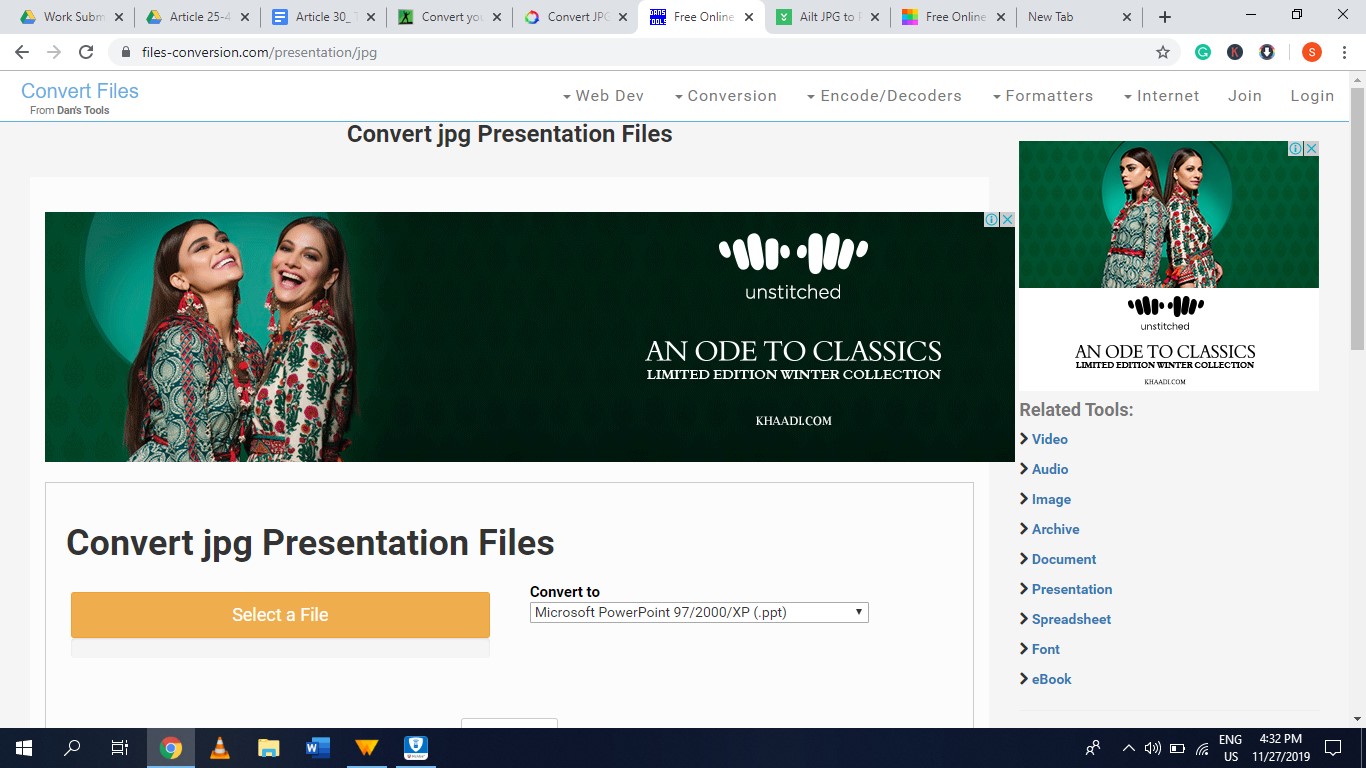 Work Subm
Article 25-4
Article 30_ T
Convert you
Convert JPG
Free Online
Ailt JPG to P
Free Online
New Tab
files-conversion.com/presentation/jpg
S
Convert Files
From Dan's Tools
Web Dev
Conversion
Encode/Decoders
Formatters
Internet
Join
Login
Convert jpg Presentation Files
unstitched
AN ODE TO CLASSICS
LIMITED EDITION WINTER COLLECTION
KHAADI.COM
unstitched
AN ODE TO CLASSICS
LIMITED EDITION WINTER COLLECTION
KHAADI.COM
Related Tools:
Video
Audio
Image
Archive
Document
Presentation
Spreadsheet
Font
eBook
Convert jpg Presentation Files
Select a File
Convert to
Microsoft PowerPoint 97/2000/XP (.ppt)
ENG
US
4:32 PM
11/27/2019